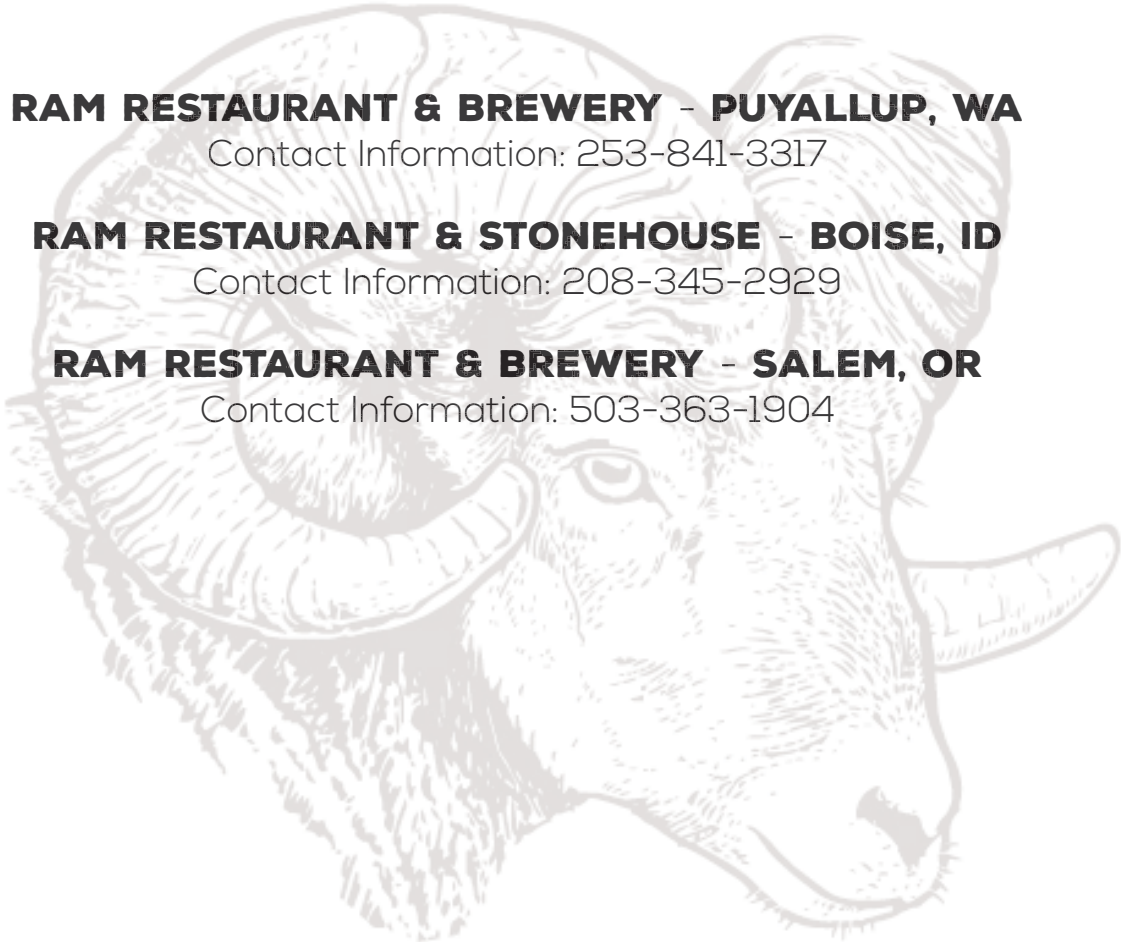 RAM RESTAURANT & BREWERY - PUYALLUP, WA
Contact Information: 253-841-3317
RAM RESTAURANT & STONEHOUSE - BOISE, ID
Contact Information: 208-345-2929
RAM RESTAURANT & BREWERY - SALEM, OR
Contact Information: 503-363-1904